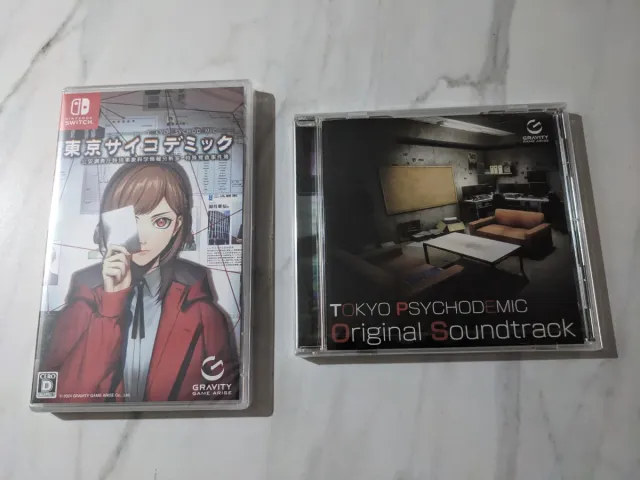 NINTENDO
SWITCH
東京サイコデミック
CERO
D
GRAVITY
GAME ARISE
GRAVITY
GAME ARISE
TOKYO PSYCHODEMIC
Original Soundtrack